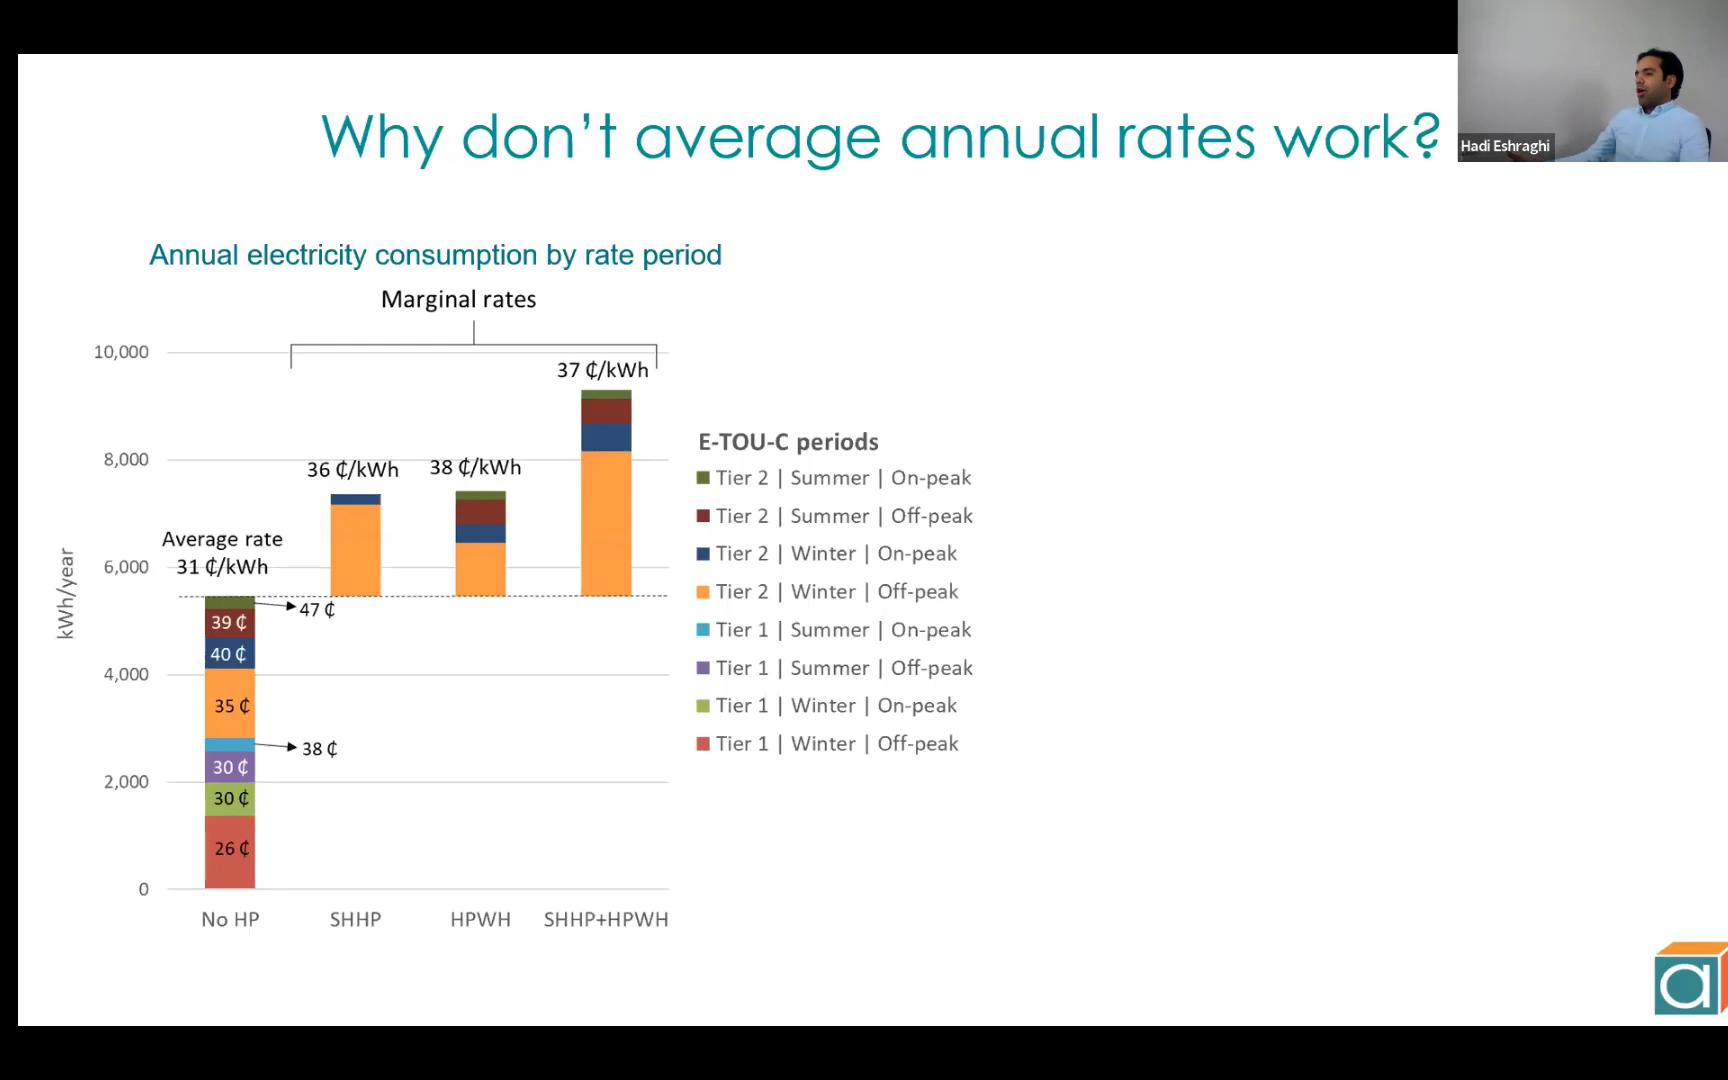 Why don't average annual rates work?
Hadi Eshraghi
Annual electricity consumption by rate period
Marginal rates
10,000
37 ₵/kWh
E-TOU-C periods
8,000
36 ₵/kWh
38 ₵/kWh
Tier 2 | Summer | On-peak
Tier 2 | Summer | Off-peak
Average rate
31 ₵/kWh
6,000
Tier 2 | Winter | On-peak
Tier 2 | Winter | Off-peak
kWh/year
47 ₵
39 ₵
40 ₵
Tier 1 | Summer | On-peak
4,000
Tier 1 | Summer | Off-peak
35 ₵
Tier 1 | Winter | On-peak
38 ₵
Tier 1 | Winter | Off-peak
30 ₵
2,000
30 ₵
26 ₵
0
No HP
SHHP
HPWH
SHHP+HPWH
a